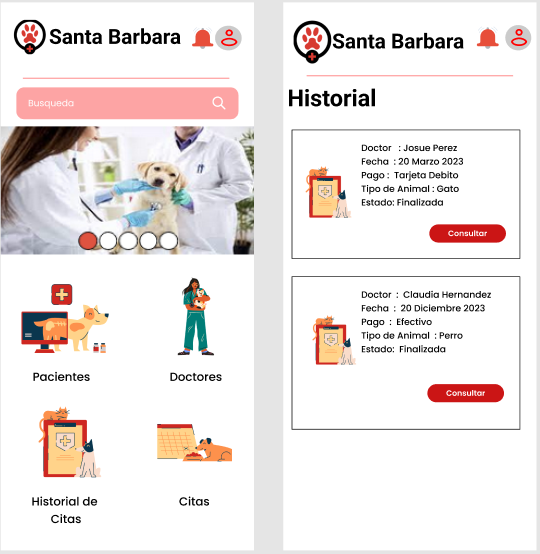 Santa Barbara
Busqueda
Pacientes
Doctores
Historial de
Citas
Citas
Santa Barbara
Historial
Doctor : Josue Perez
Fecha : 20 Marzo 2023
Pago : Tarjeta Debito
Tipo de Animal : Gato
Estado: Finalizada
Consultar
Doctor : Claudia Hernandez
Fecha : 20 Diciembre 2023
Pago : Efectivo
Tipo de Animal : Perro
Estado: Finalizada
Consultar